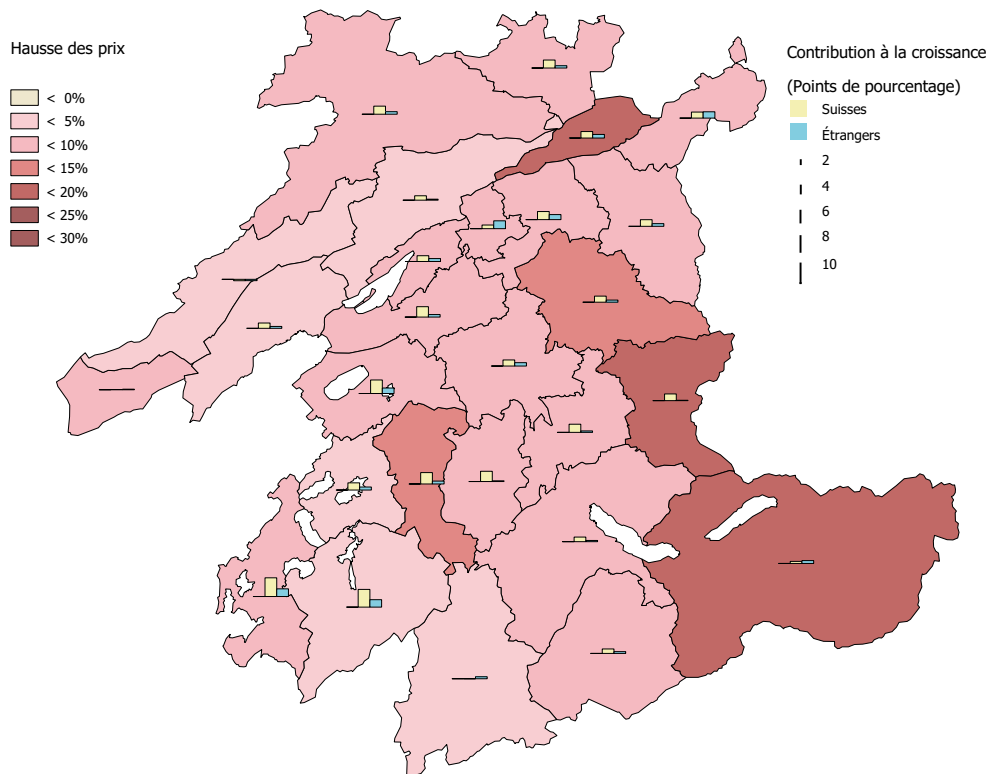 Hausse des prix
< 0%
< 5%
< 10%
< 15%
< 20%
< 25%
< 30%
Contribution à la croissance
(Points de pourcentage)
Suisses
Étrangers
2
4
6
8
10